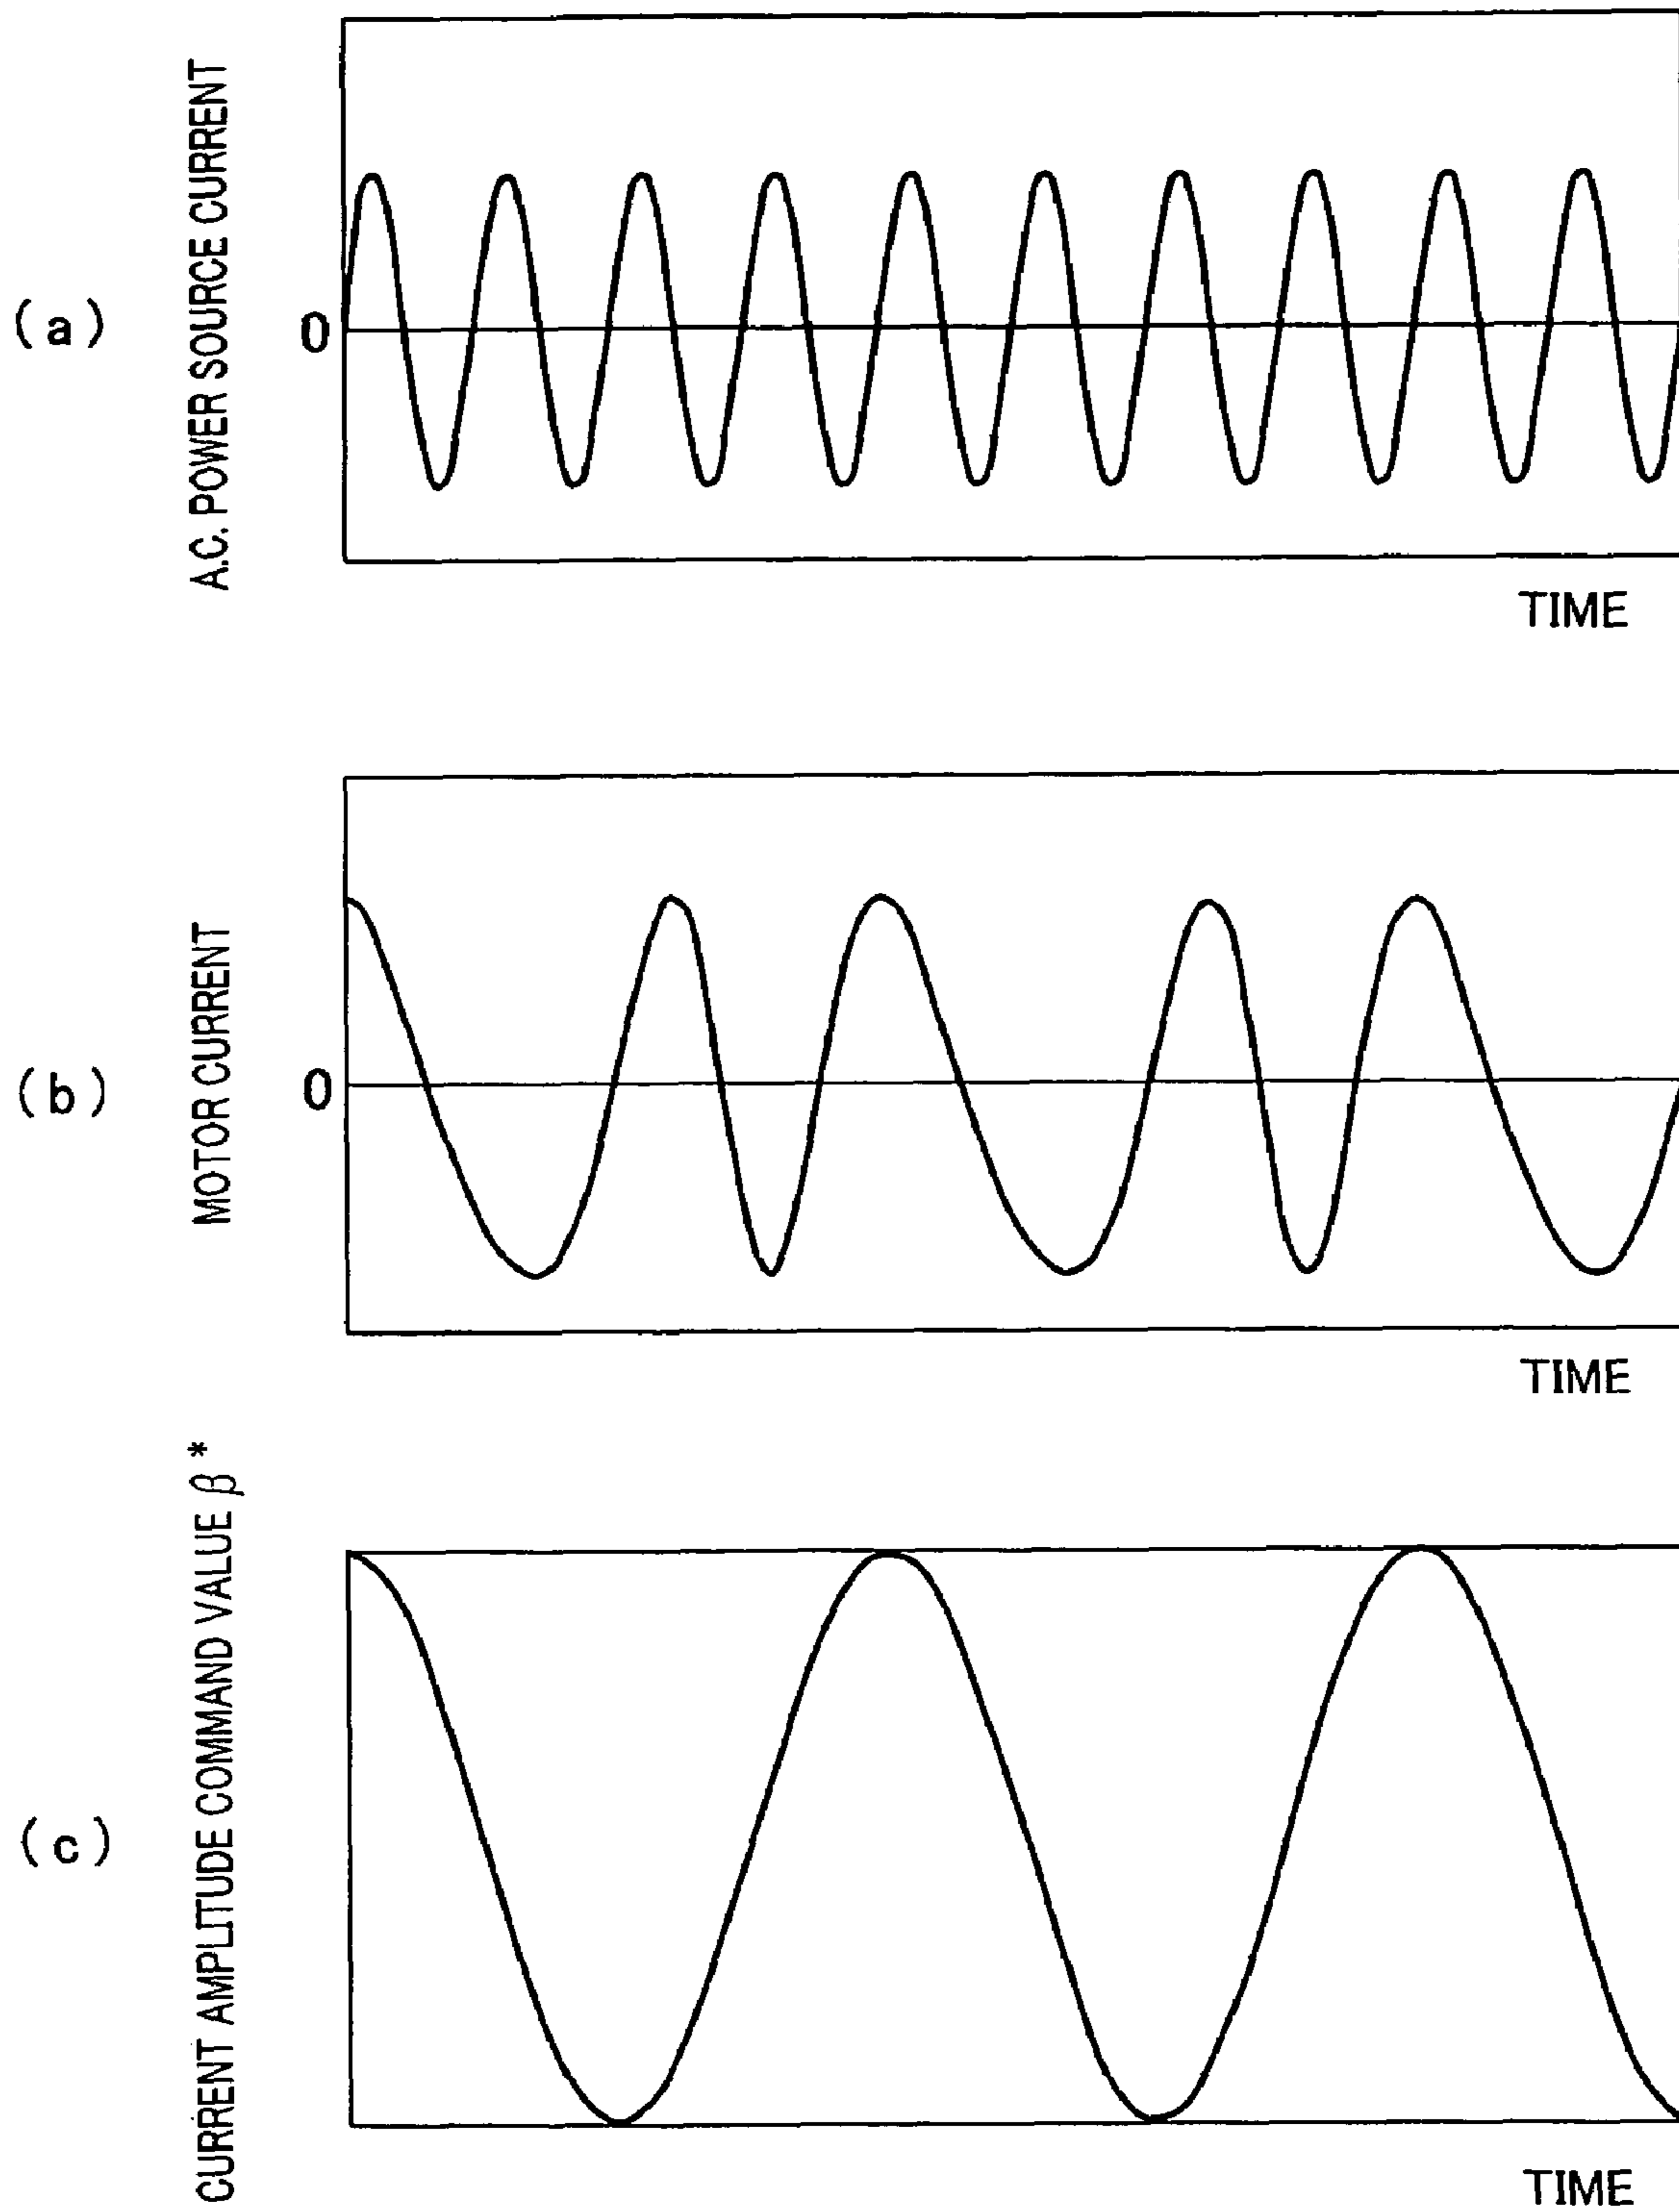 (a)
A.C. POWER SOURCE CURRENT
0
TIME
(b)
MOTOR CURRENT
0
TIME
(c)
CURRENT AMPLITUDE COMMAND VALUE β *
TIME